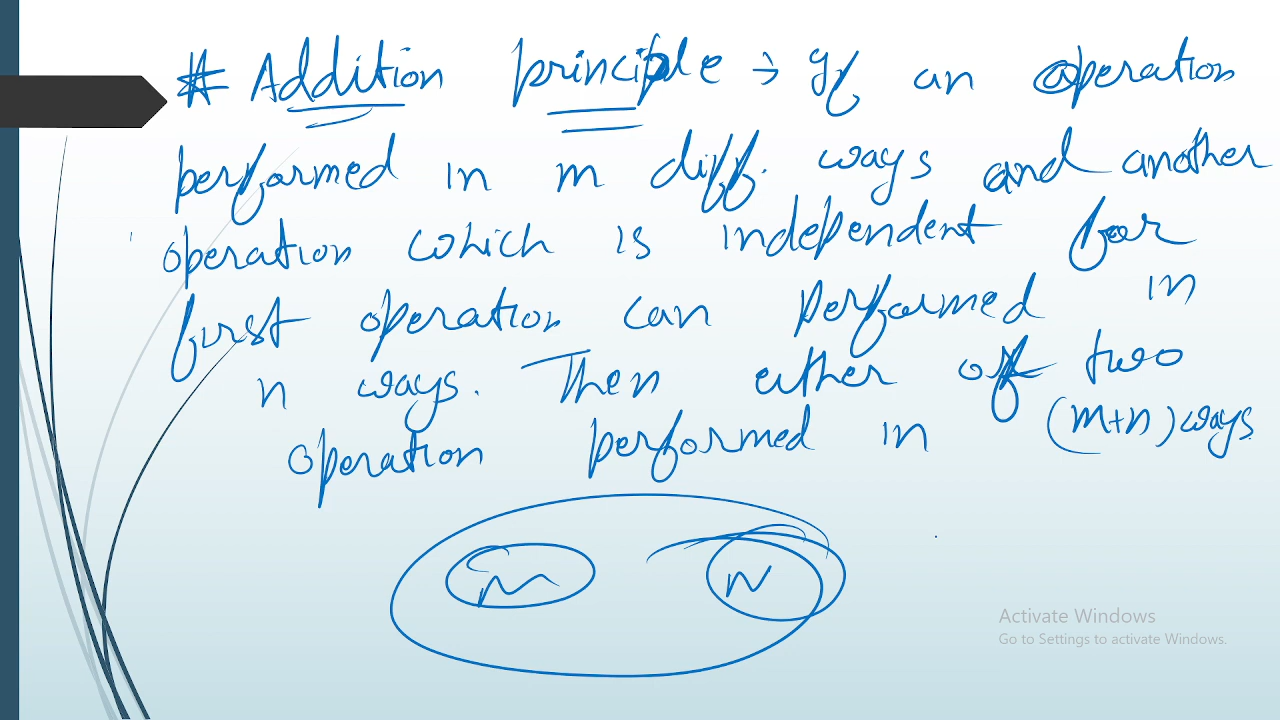 # Addition principle → If an operation
performed in m diff. ways and another
operation which is independent for
first operation can performed in
n ways. Then either of two
operation performed in (m+n) ways.
m n
Activate Windows
Go to Settings to activate Windows.